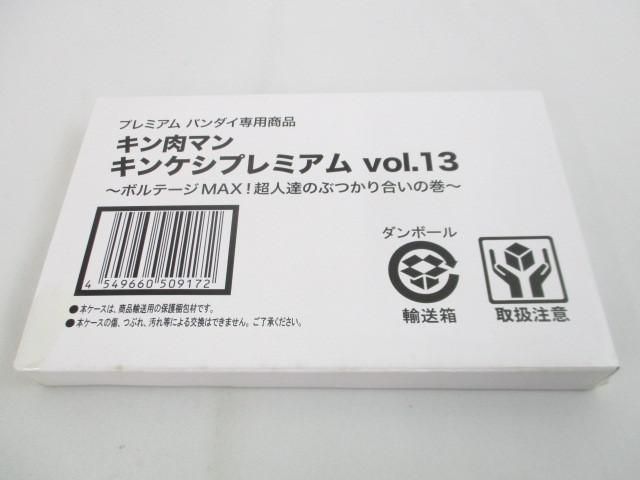 プレミアム バンダイ専用商品
キン肉マン
キンケシプレミアム vol.13
～ボルテージMAX！超人達のぶつかり合いの巻～
4 549660 509172
ダンボール
輸送箱
取扱注意
●本ケースは、商品輸送用の保護梱包材です。
●本ケースの傷、つぶれ、汚れ等による交換はできません。ご了承ください。